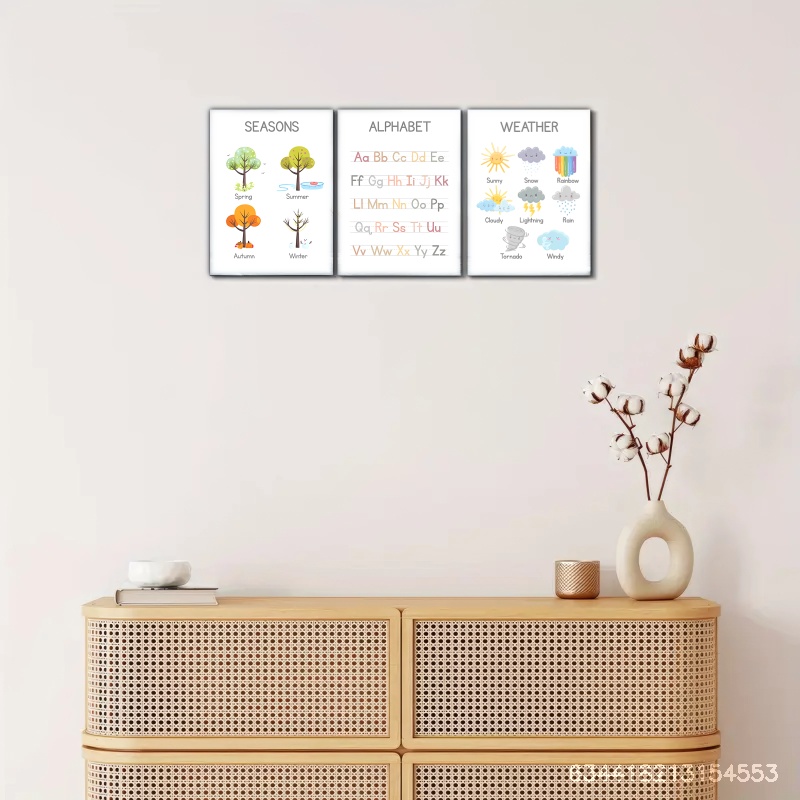 SEASONS
Spring
Summer
Autumn
Winter
ALPHABET
Aa Bb Cc Dd Ee
Ff Gg Hh Ii Jj Kk
Ll Mm Nn Oo Pp
Qq Rr Ss Tt Uu
Vv Ww Xx Yy Zz
WEATHER
Sunny Snow Rainbow
Cloudy Lightning Rain
Tornado Windy